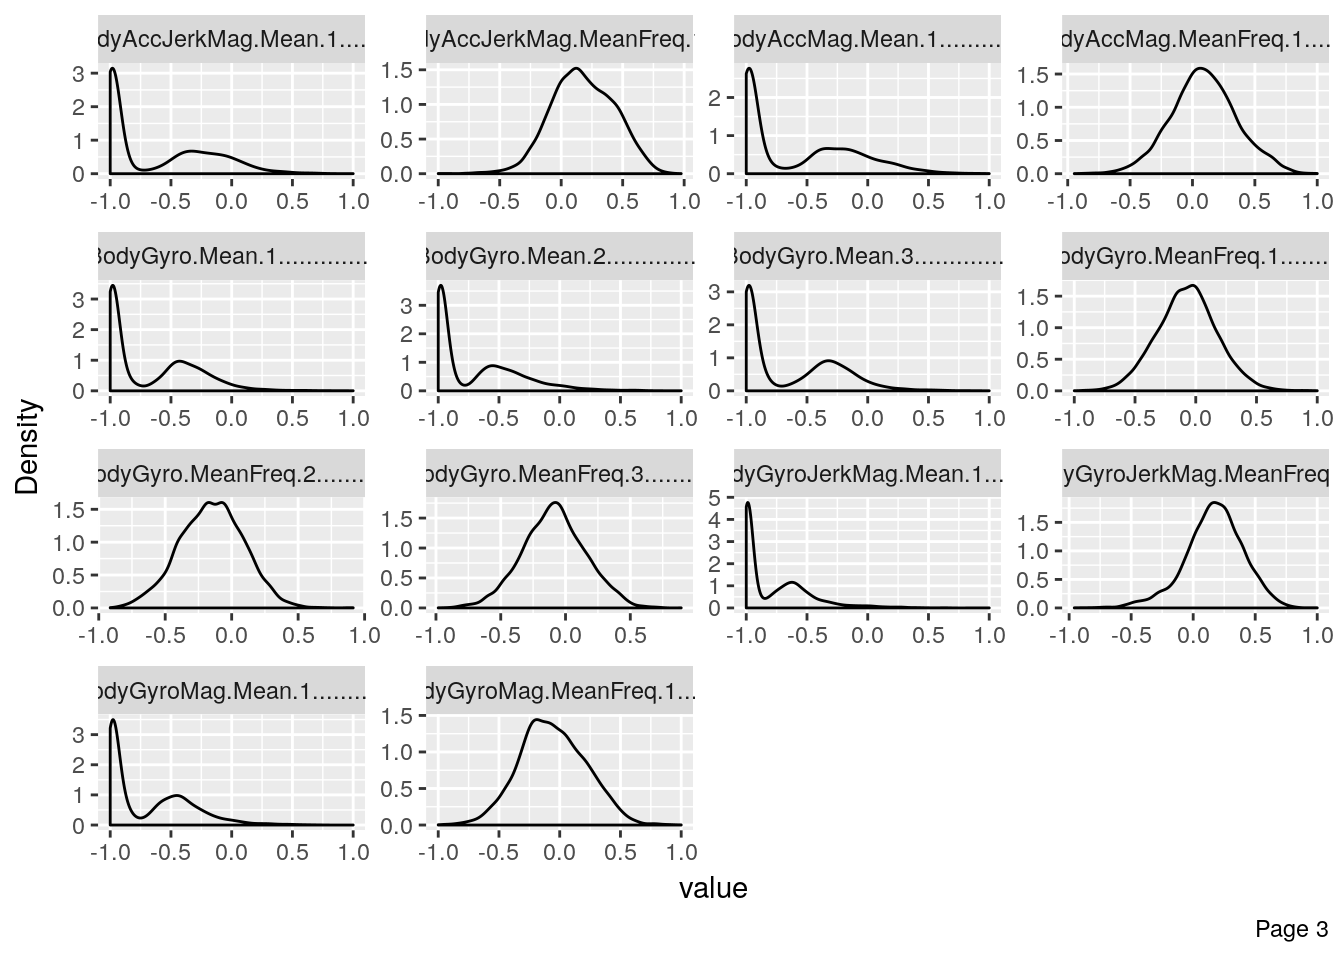 dyAccJerkMag.Mean.1....
dyAccJerkMag.MeanFreq.
odyAccMag.Mean.1.........
dyAccMag.MeanFreq.1....
3
2
1
0
-1.0 -0.5 0.0 0.5 1.0
1.5
1.0
0.5
0.0
-1.0 -0.5 0.0 0.5 1.0
2
1
0
-1.0 -0.5 0.0 0.5 1.0
1.5
1.0
0.5
0.0
-0.5 0.0 0.5 1.0
-1.0
BodyGyro.Mean.1.............
BodyGyro.Mean.2.............
BodyGyro.Mean.3.............
odyGyro.MeanFreq.1.......
3
2
1
0
-1.0 -0.5 0.0 0.5 1.0
3
2
1
0
-1.0 -0.5 0.0 0.5 1.0
3
2
1
0
-1.0 -0.5 0.0 0.5 1.0
1.5
1.0
0.5
0.0
-1.0 -0.5 0.0 0.5 1.0
Density
odyGyro.MeanFreq.2.......
odyGyro.MeanFreq.3.......
dyGyroJerkMag.Mean.1...
yGyroJerkMag.MeanFreq
1.5
1.0
0.5
0.0
-1.0 -0.5 0.0 0.5 1.0
1.5
1.0
0.5
0.0
-1.0 -0.5 0.0 0.5
5
4
3
2
1
0
-1.0 -0.5 0.0 0.5 1.0
1.5
1.0
0.5
0.0
-1.0 -0.5 0.0 0.5 1.0
odyGyroMag.Mean.1........
dyGyroMag.MeanFreq.1...
3
2
1
0
-1.0 -0.5 0.0 0.5 1.0
1.5
1.0
0.5
0.0
-1.0 -0.5 0.0 0.5 1.0
value
Page 3